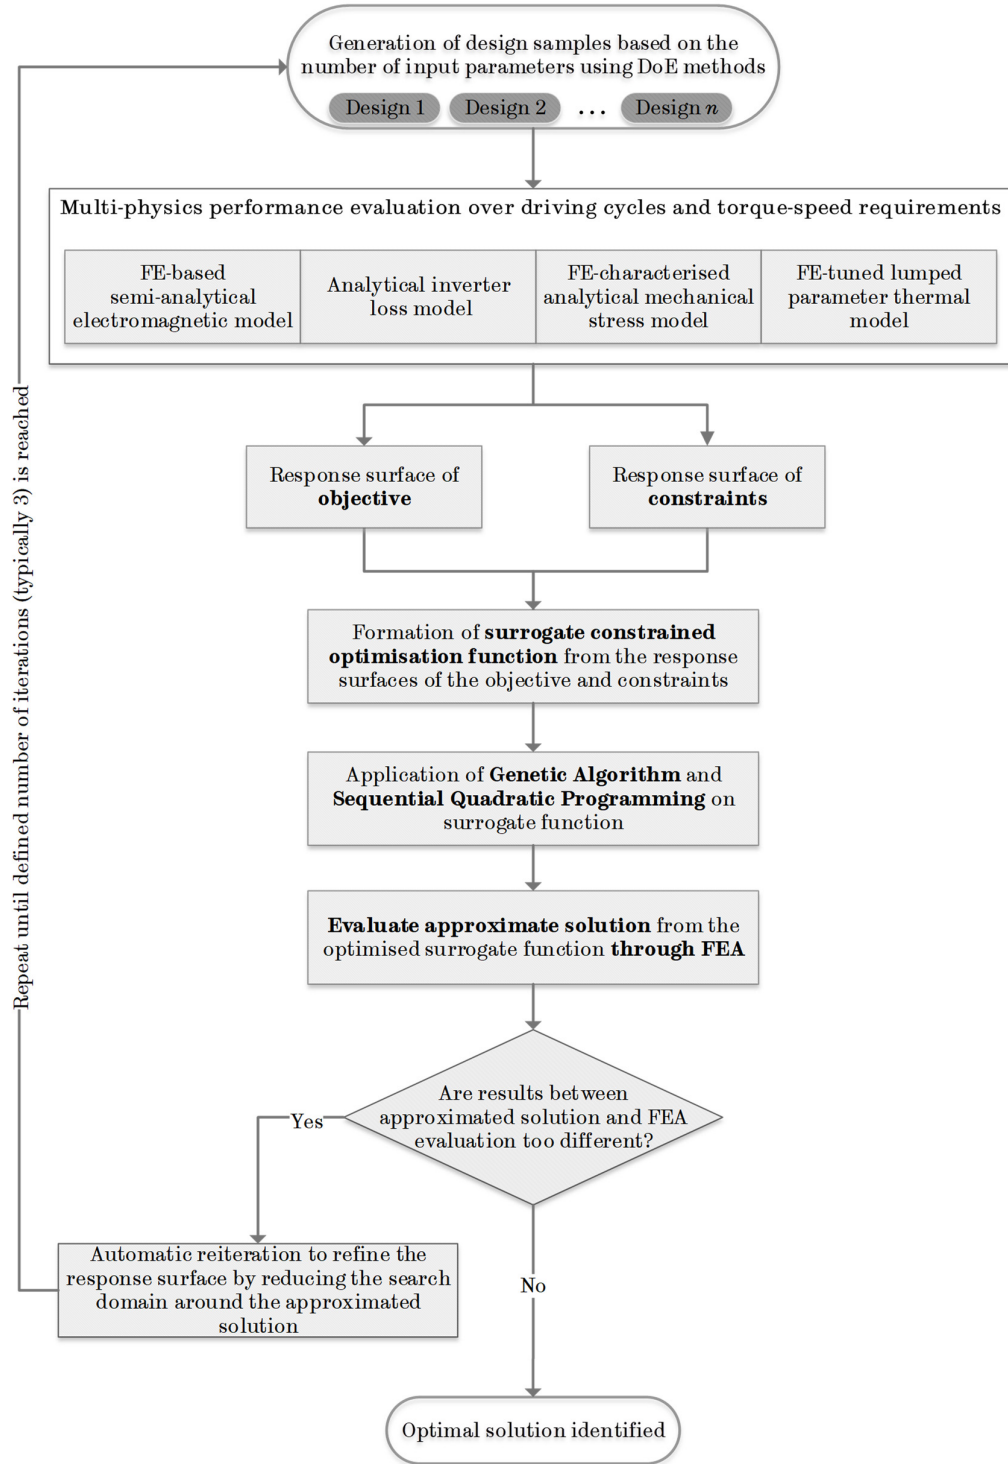 Generation of design samples based on the
number of input parameters using DoE methods
Design 1
Design 2
...
Design n
Multi-physics performance evaluation over driving cycles and torque-speed requirements
FE-based
semi-analytical
electromagnetic model
Analytical inverter
loss model
FE-characterised
analytical mechanical
stress model
FE-tuned lumped
parameter thermal
model
Response surface of
objective
Response surface of
constraints
Formation of surrogate constrained
optimisation function from the response
surfaces of the objective and constraints
Application of Genetic Algorithm and
Sequential Quadratic Programming on
surrogate function
Evaluate approximate solution from the
optimised surrogate function through FEA
Are results between
approximated solution and FEA
evaluation too different?
Yes
No
Automatic reiteration to refine the
response surface by reducing the search
domain around the approximated
solution
Repeat until defined number of iterations (typically 3) is reached
Optimal solution identified